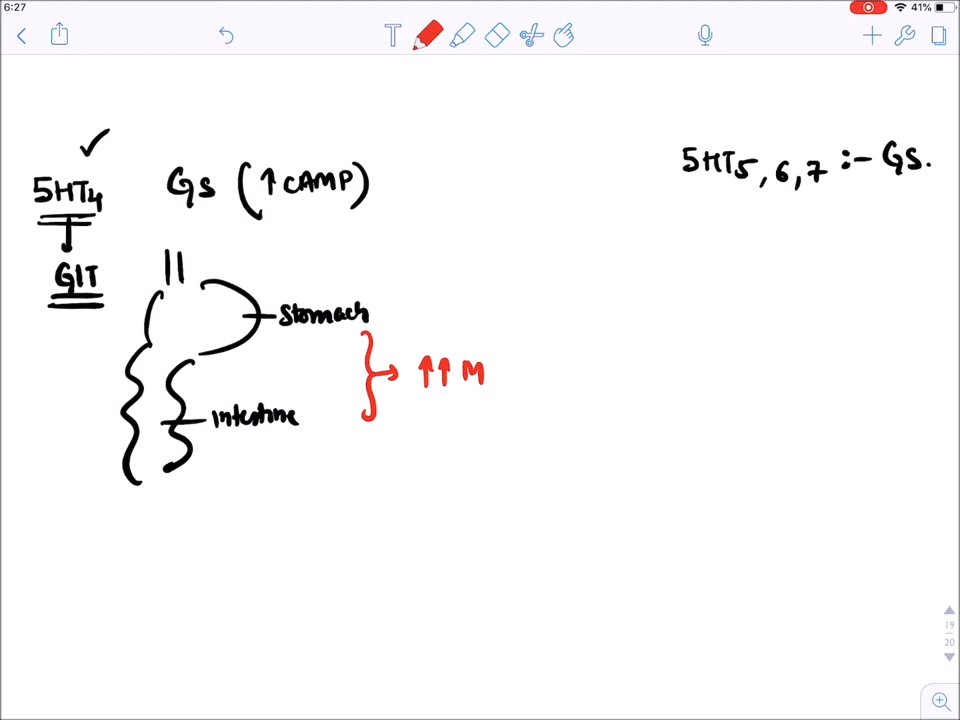 6:27
41%
T
5HT4
Gs (↑ CAMP)
5HT5, 6, 7 :- GS.
GIT
Stomach
↑↑ M
Intestine
19
20